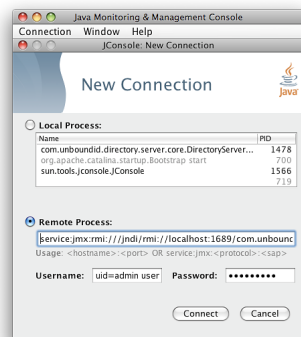 Java Monitoring & Management Console
Connection Window Help
JConsole: New Connection
New Connection
Java
Local Process:
Name PID
com.unboundid.directory.server.core.DirectoryServer... 1478
org.apache.catalina.startup.Bootstrap start 700
sun.tools.jconsole.JConsole 1566
719
Remote Process:
service:jmx:rmi:///jndi/rmi://localhost:1689/com.unbounc
Usage: <hostname>:<port> OR service:jmx:<protocol>:<sap>
Username: uid=admin user Password: •••••••••
Connect Cancel